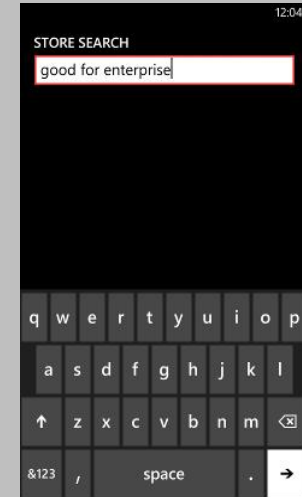 12:04
STORE SEARCH
good for enterprise
q w e r t y u i o p
a s d f g h j k l
z x c v b n m
&123 , space .